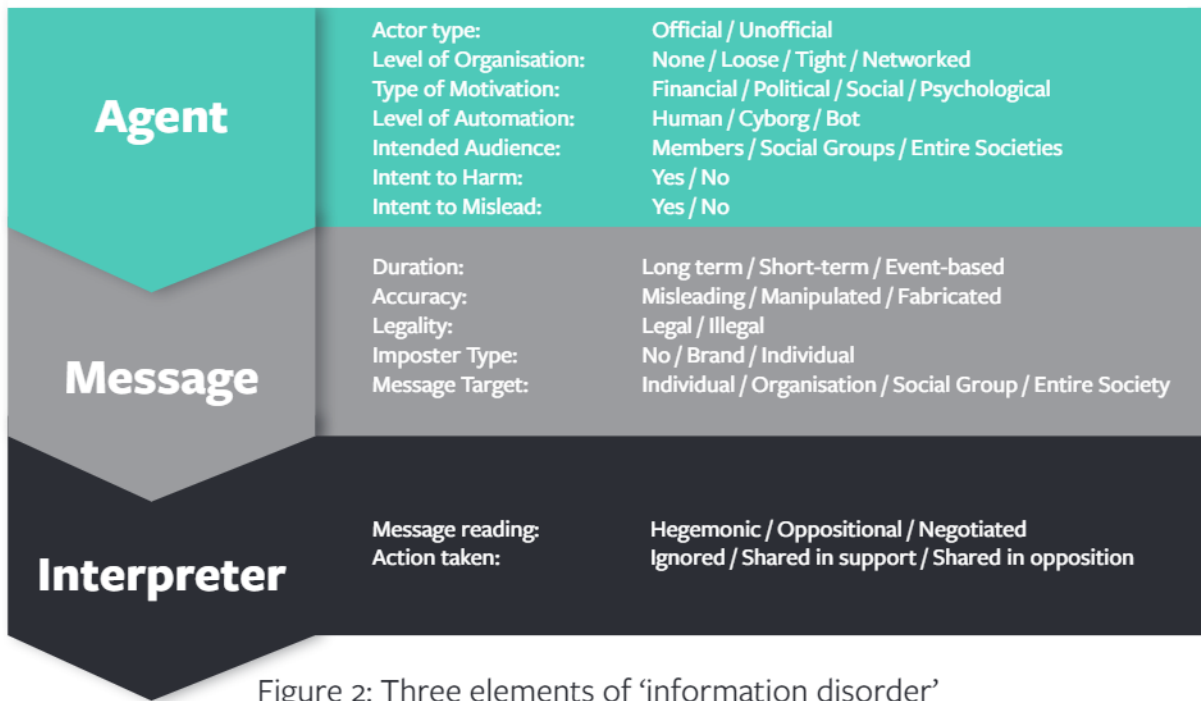 Agent
Actor type: Official / Unofficial
Level of Organisation: None / Loose / Tight / Networked
Type of Motivation: Financial / Political / Social / Psychological
Level of Automation: Human / Cyborg / Bot
Intended Audience: Members / Social Groups / Entire Societies
Intent to Harm: Yes / No
Intent to Mislead: Yes / No
Message
Duration: Long term / Short-term / Event-based
Accuracy: Misleading / Manipulated / Fabricated
Legality: Legal / Illegal
Imposter Type: No / Brand / Individual
Message Target: Individual / Organisation / Social Group / Entire Society
Interpreter
Message reading: Hegemonic / Oppositional / Negotiated
Action taken: Ignored / Shared in support / Shared in opposition
Figure 2: Three elements of ‘information disorder’